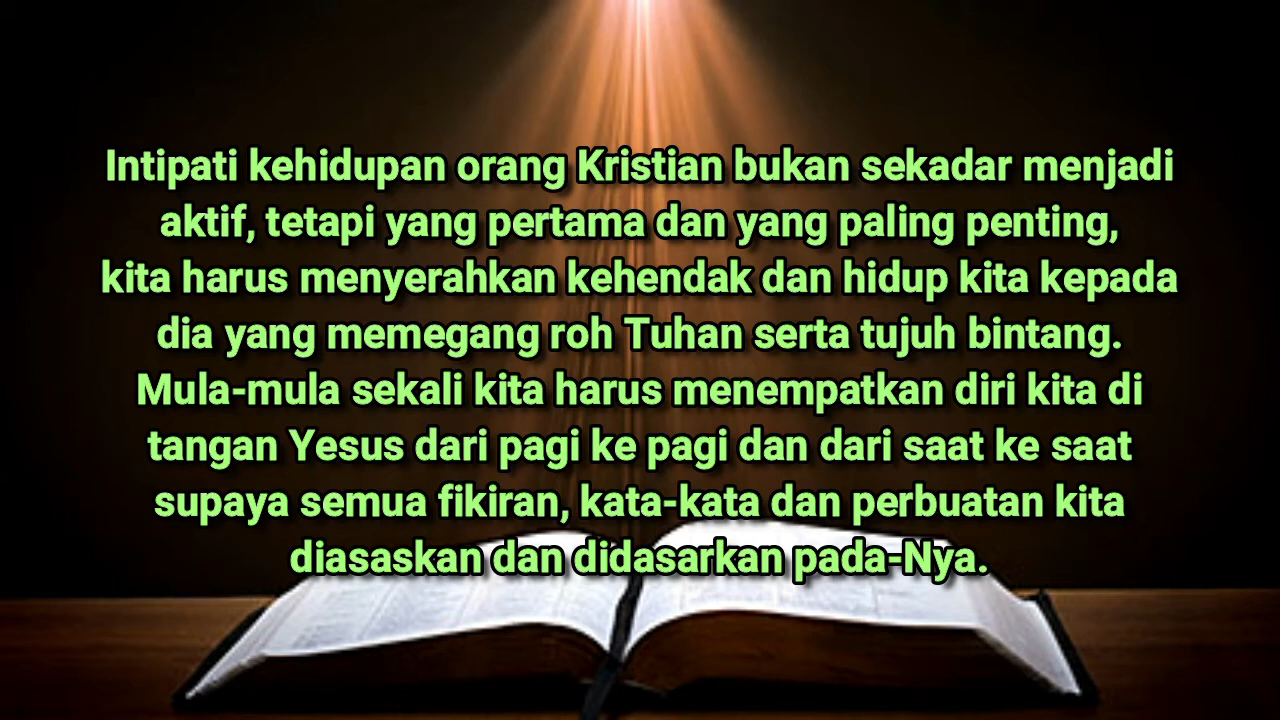 Intipati kehidupan orang Kristian bukan sekadar menjadi
aktif, tetapi yang pertama dan yang paling penting,
kita harus menyerahkan kehendak dan hidup kita kepada
dia yang memegang roh Tuhan serta tujuh bintang.
Mula-mula sekali kita harus menempatkan diri kita di
tangan Yesus dari pagi ke pagi dan dari saat ke saat
supaya semua fikiran, kata-kata dan perbuatan kita
diasaskan dan didasarkan pada-Nya.